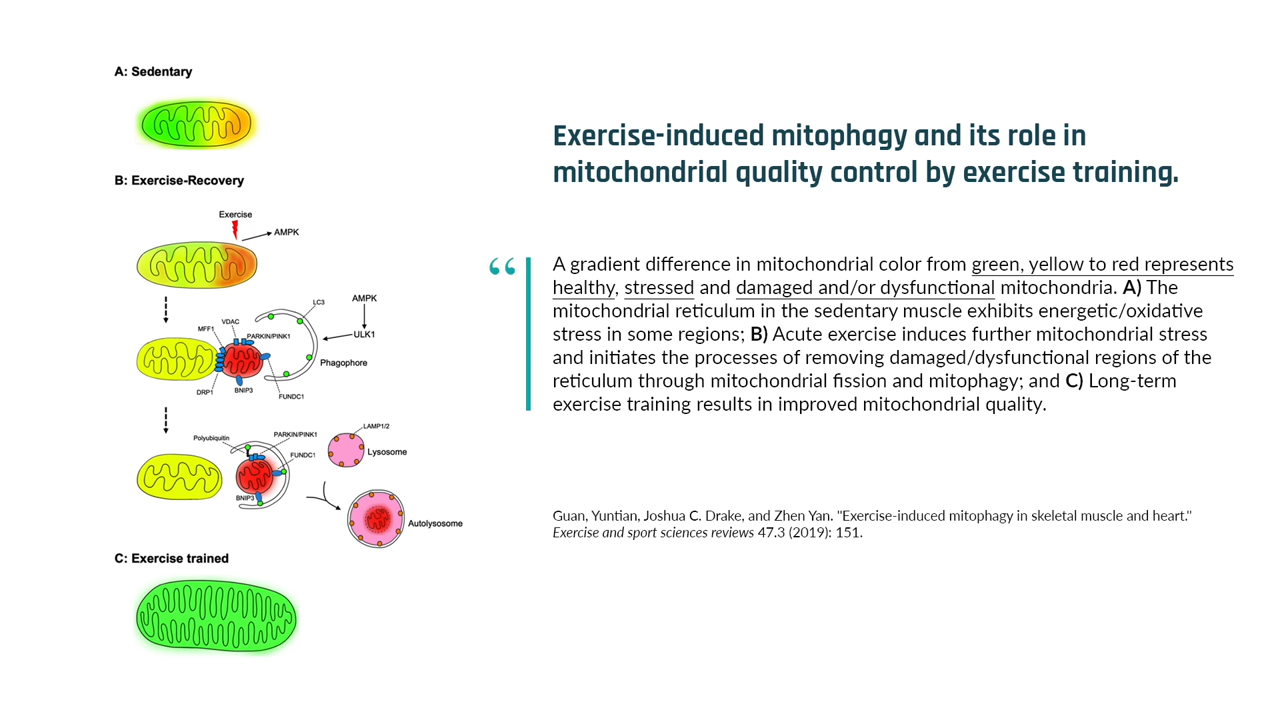 A: Sedentary
B: Exercise-Recovery
Exercise
AMPK
LC3
AMPK
VDAC
MFF1
PARKIN/PINK1
ULK1
Phagophore
DRP1
BNIP3
FUNDC1
Polyubiquitin
PARKIN/PINK1
LAMP1/2
FUNDC1
Lysosome
BNIP3
Autolysosome
C: Exercise trained
Exercise-induced mitophagy and its role in
mitochondrial quality control by exercise training.
“
A gradient difference in mitochondrial color from green, yellow to red represents
healthy, stressed and damaged and/or dysfunctional mitochondria. A) The
mitochondrial reticulum in the sedentary muscle exhibits energetic/oxidative
stress in some regions; B) Acute exercise induces further mitochondrial stress
and initiates the processes of removing damaged/dysfunctional regions of the
reticulum through mitochondrial fission and mitophagy; and C) Long-term
exercise training results in improved mitochondrial quality.
Guan, Yuntian, Joshua C. Drake, and Zhen Yan. "Exercise-induced mitophagy in skeletal muscle and heart."
Exercise and sport sciences reviews 47.3 (2019): 151.